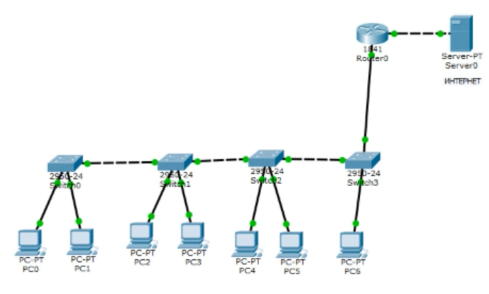 1841
Router0
Server-PT
Server0
ИНТЕРНЕТ
2950-24
Switch0
2950-24
Switch1
2950-24
Switch2
2950-24
Switch3
PC-PT
PC0
PC-PT
PC1
PC-PT
PC2
PC-PT
PC3
PC-PT
PC4
PC-PT
PC5
PC-PT
PC6